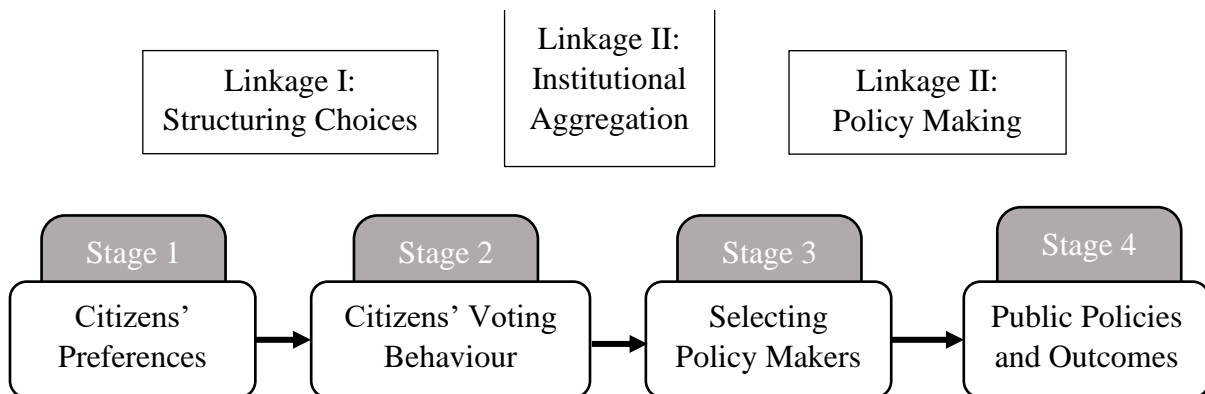 Linkage I:
Structuring Choices
Linkage II:
Institutional
Aggregation
Linkage II:
Policy Making
Stage 1
Citizens’
Preferences
Stage 2
Citizens’ Voting
Behaviour
Stage 3
Selecting
Policy Makers
Stage 4
Public Policies
and Outcomes